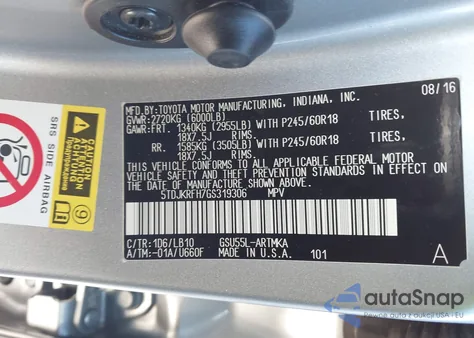 MFD.BY:TOYOTA MOTOR MANUFACTURING, INDIANA, INC.
08/16
GVWR:2720KG (6000LB)
GAWR:FRT. 1340KG (2955LB)WITH P245/60R18 TIRES,
18X7.5J RIMS.
RR. 1585KG (3505LB)WITH P245/60R18 TIRES,
18X7.5J RIMS.
THIS VEHICLE CONFORMS TO ALL APPLICABLE FEDERAL MOTOR
VEHICLE SAFETY AND THEFT PREVENTION STANDARDS IN
EFFECT ON THE DATE OF MANUFACTURE SHOWN ABOVE.
5TDJKRFH7GS319306 MPV
C/TR:1D6/LB10 GSU55L-ARTMKA
A/TM:-01A/U660F MADE IN U.S.A. 101
A
SRS SIDE AIRBAG
9
autoSnap